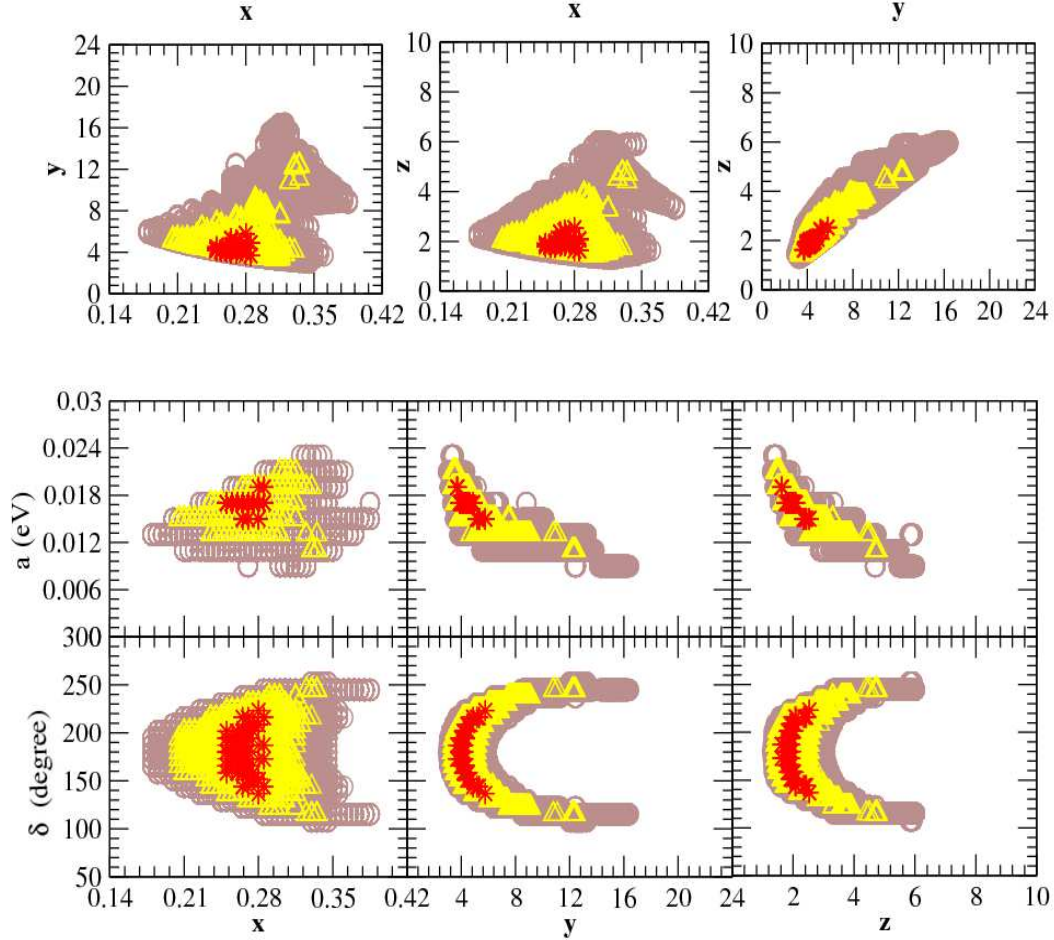 x x y
24 20 16 12 8 4 0
y
0.14 0.21 0.28 0.35 0.42
10 8 6 4 2 0
z
0.14 0.21 0.28 0.35 0.42
10 8 6 4 2 0
z
0 4 8 12 16 20 24
0.03 0.024 0.018 0.012 0.006 0
a (eV)
300 250 200 150 100 50
δ (degree)
0.14 0.21 0.28 0.35 0.42
4 8 12 16 20 24
2 4 6 8 10
x y z